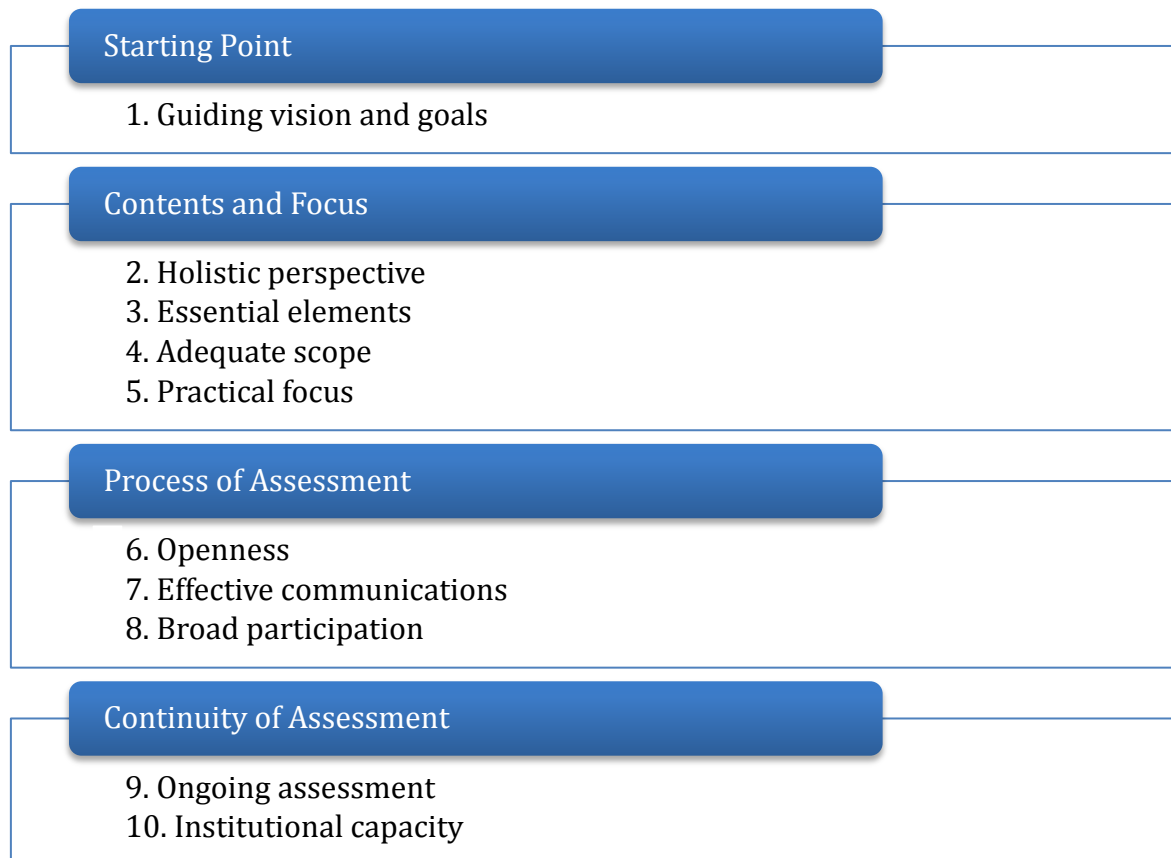 Starting Point
1. Guiding vision and goals
Contents and Focus
2. Holistic perspective
3. Essential elements
4. Adequate scope
5. Practical focus
Process of Assessment
6. Openness
7. Effective communications
8. Broad participation
Continuity of Assessment
9. Ongoing assessment
10. Institutional capacity